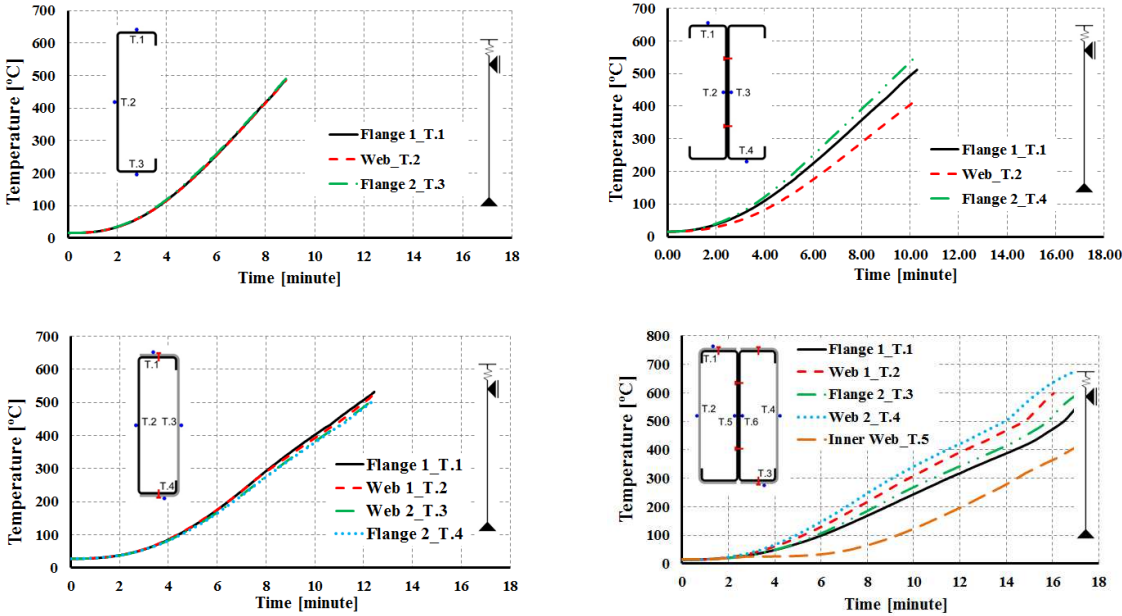 Temperature [ºC]
700
600
500
400
300
200
100
0
T.1
T.2
T.3
Flange 1_T.1
Web_T.2
Flange 2_T.3
0 2 4 6 8 10 12 14 16 18
Time [minute]
Temperature [ºC]
700
600
500
400
300
200
100
0
T.1
T.2 T.3
T.4
Flange 1_T.1
Web_T.2
Flange 2_T.4
0.00 2.00 4.00 6.00 8.00 10.00 12.00 14.00 16.00 18.00
Time [minute]
Temperature [ºC]
700
600
500
400
300
200
100
0
T.1
T.2 T.3
T.4
Flange 1_T.1
Web 1_T.2
Web 2_T.3
Flange 2_T.4
0 2 4 6 8 10 12 14 16 18
Time [minute]
Temperature [ºC]
800
700
600
500
400
300
200
100
0
T.1
T.2 T.4
T.5 T.6
T.3
Flange 1_T.1
Web 1_T.2
Flange 2_T.3
Web 2_T.4
Inner Web_T.5
0 2 4 6 8 10 12 14 16 18
Time [minute]